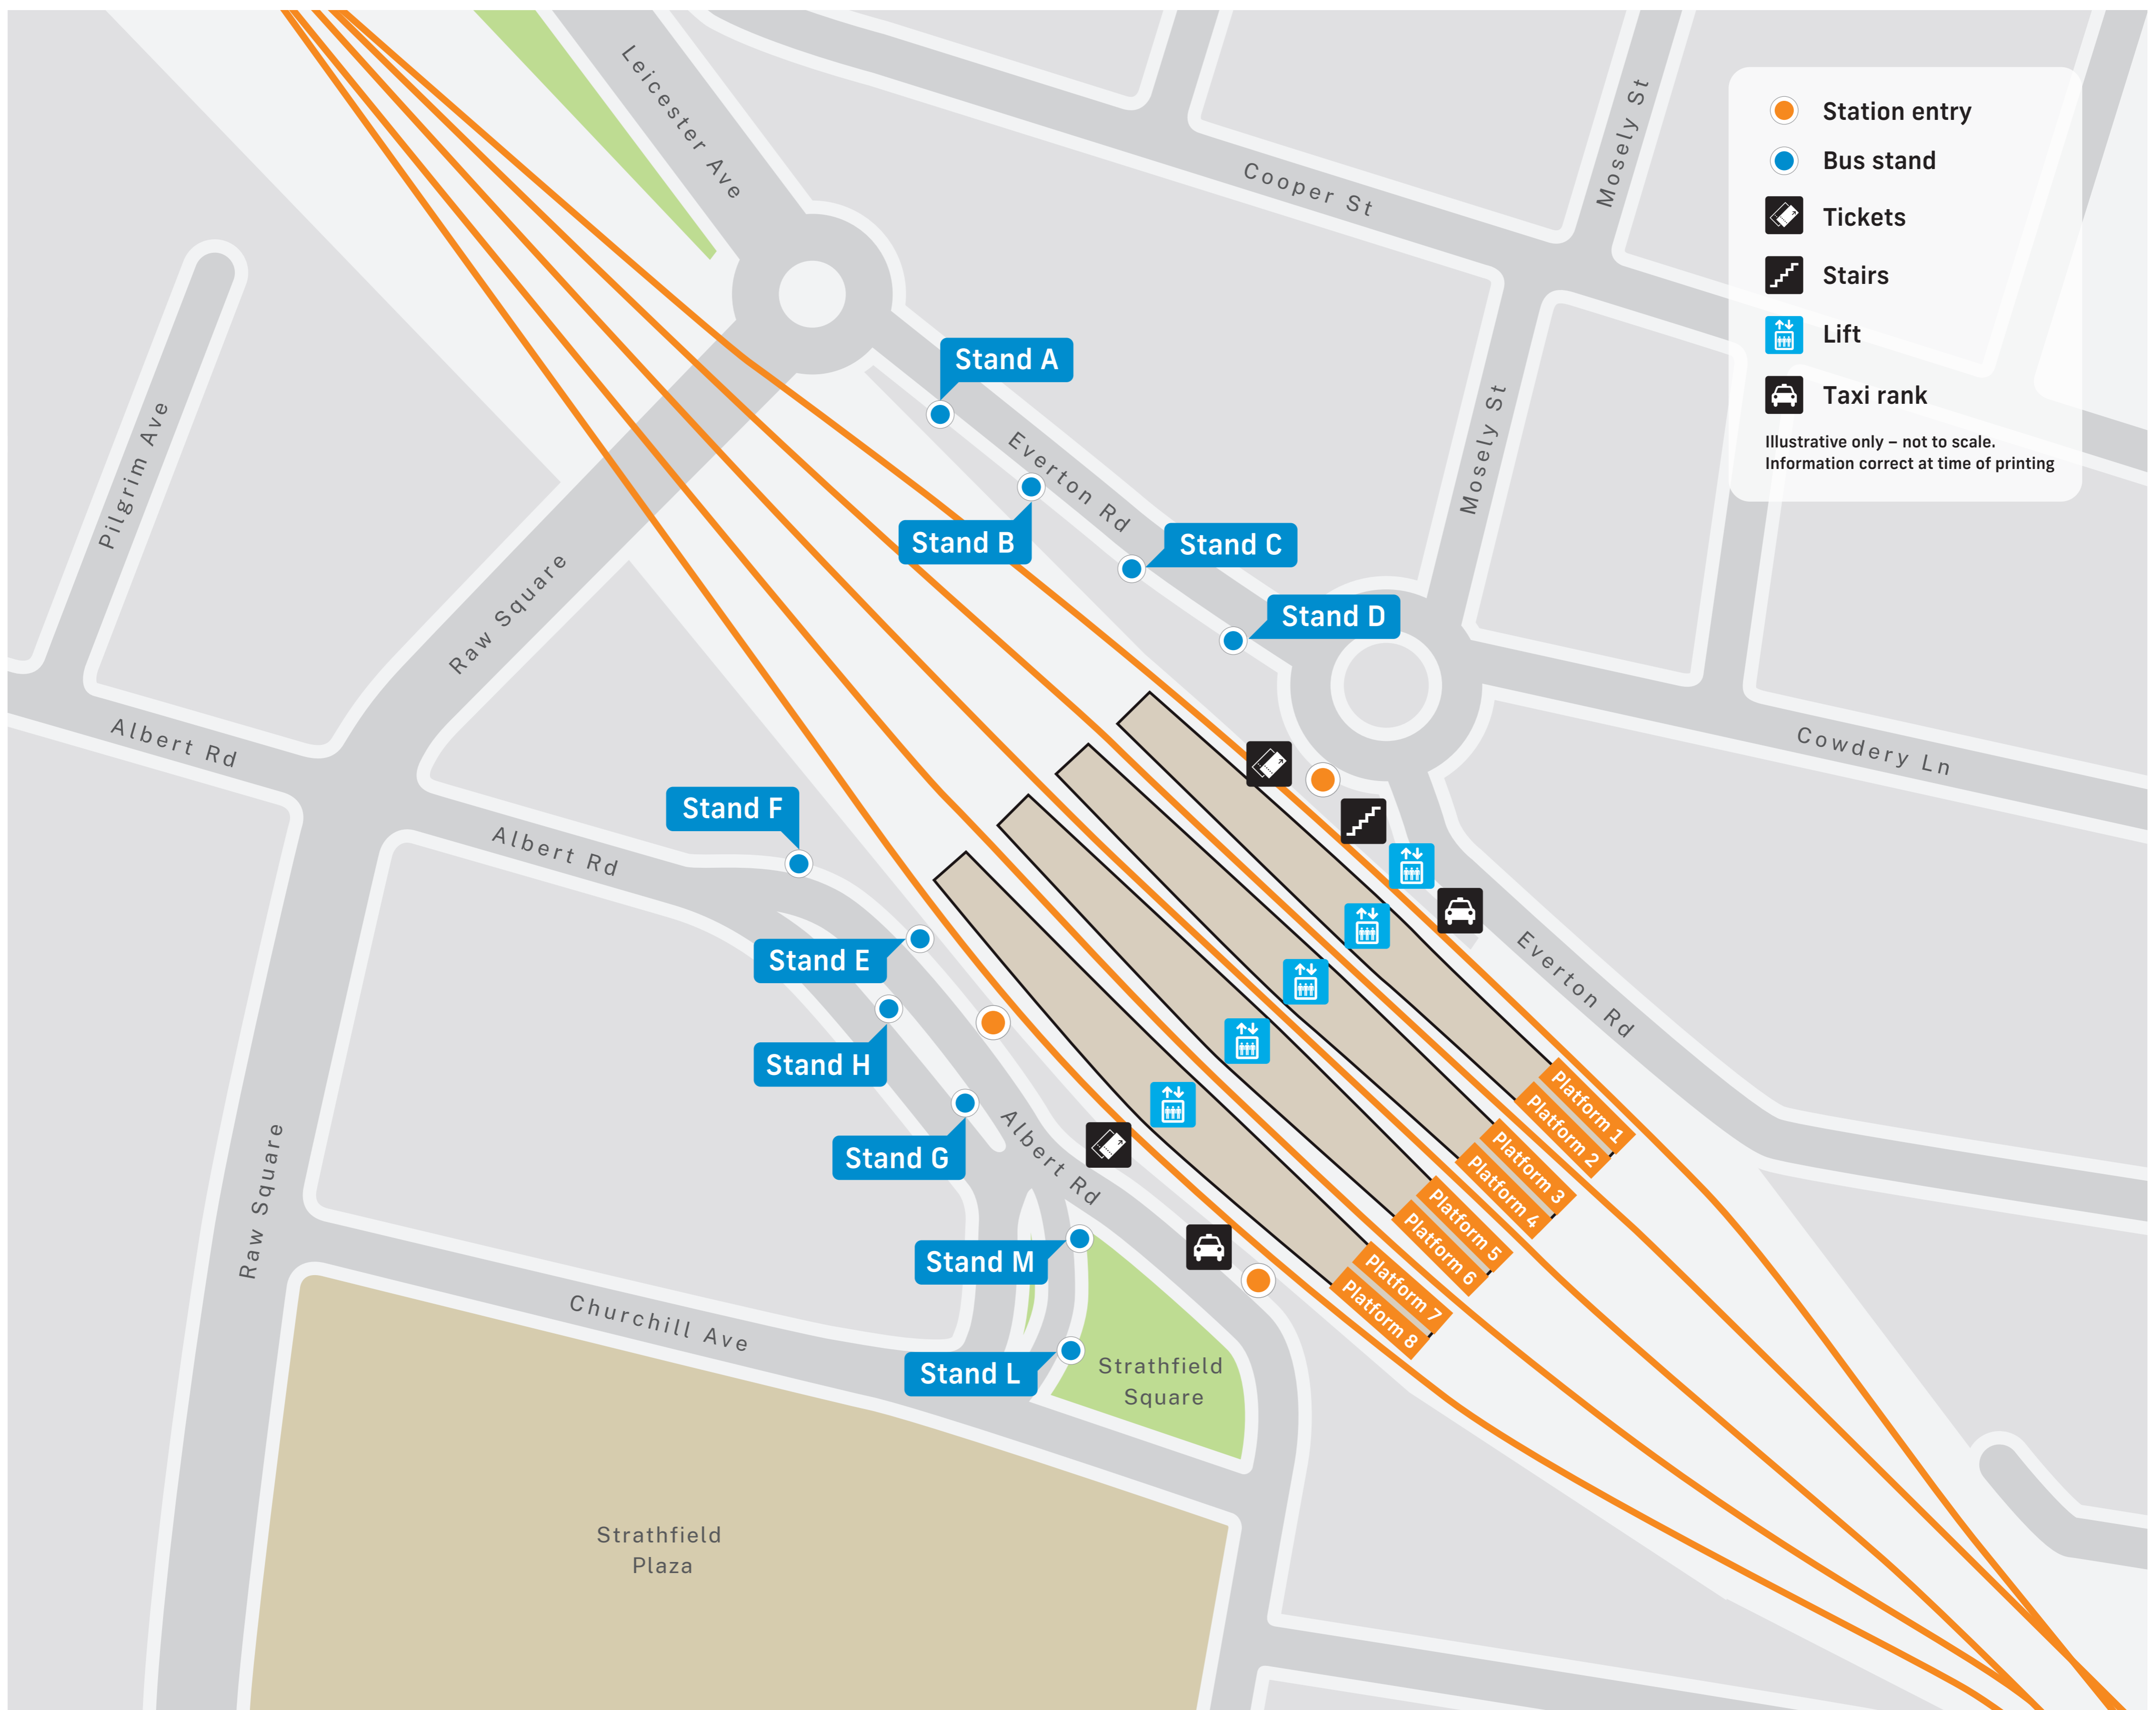 Leicester Ave
Cooper St
Mosely St
Station entry
Bus stand
Tickets
Stairs
Lift
Taxi rank
Illustrative only – not to scale.
Information correct at time of printing
Stand A
Everton Rd
Mosely St
Pilgrim Ave
Stand B
Stand C
Stand D
Raw Square
Albert Rd
Cowdery Ln
Stand F
Albert Rd
Stand E
Everton Rd
Stand H
Stand G
Albert Rd
Platform 1
Platform 2
Platform 3
Platform 4
Platform 5
Platform 6
Platform 7
Platform 8
Raw Square
Stand M
Churchill Ave
Stand L
Strathfield
Square
Strathfield
Plaza